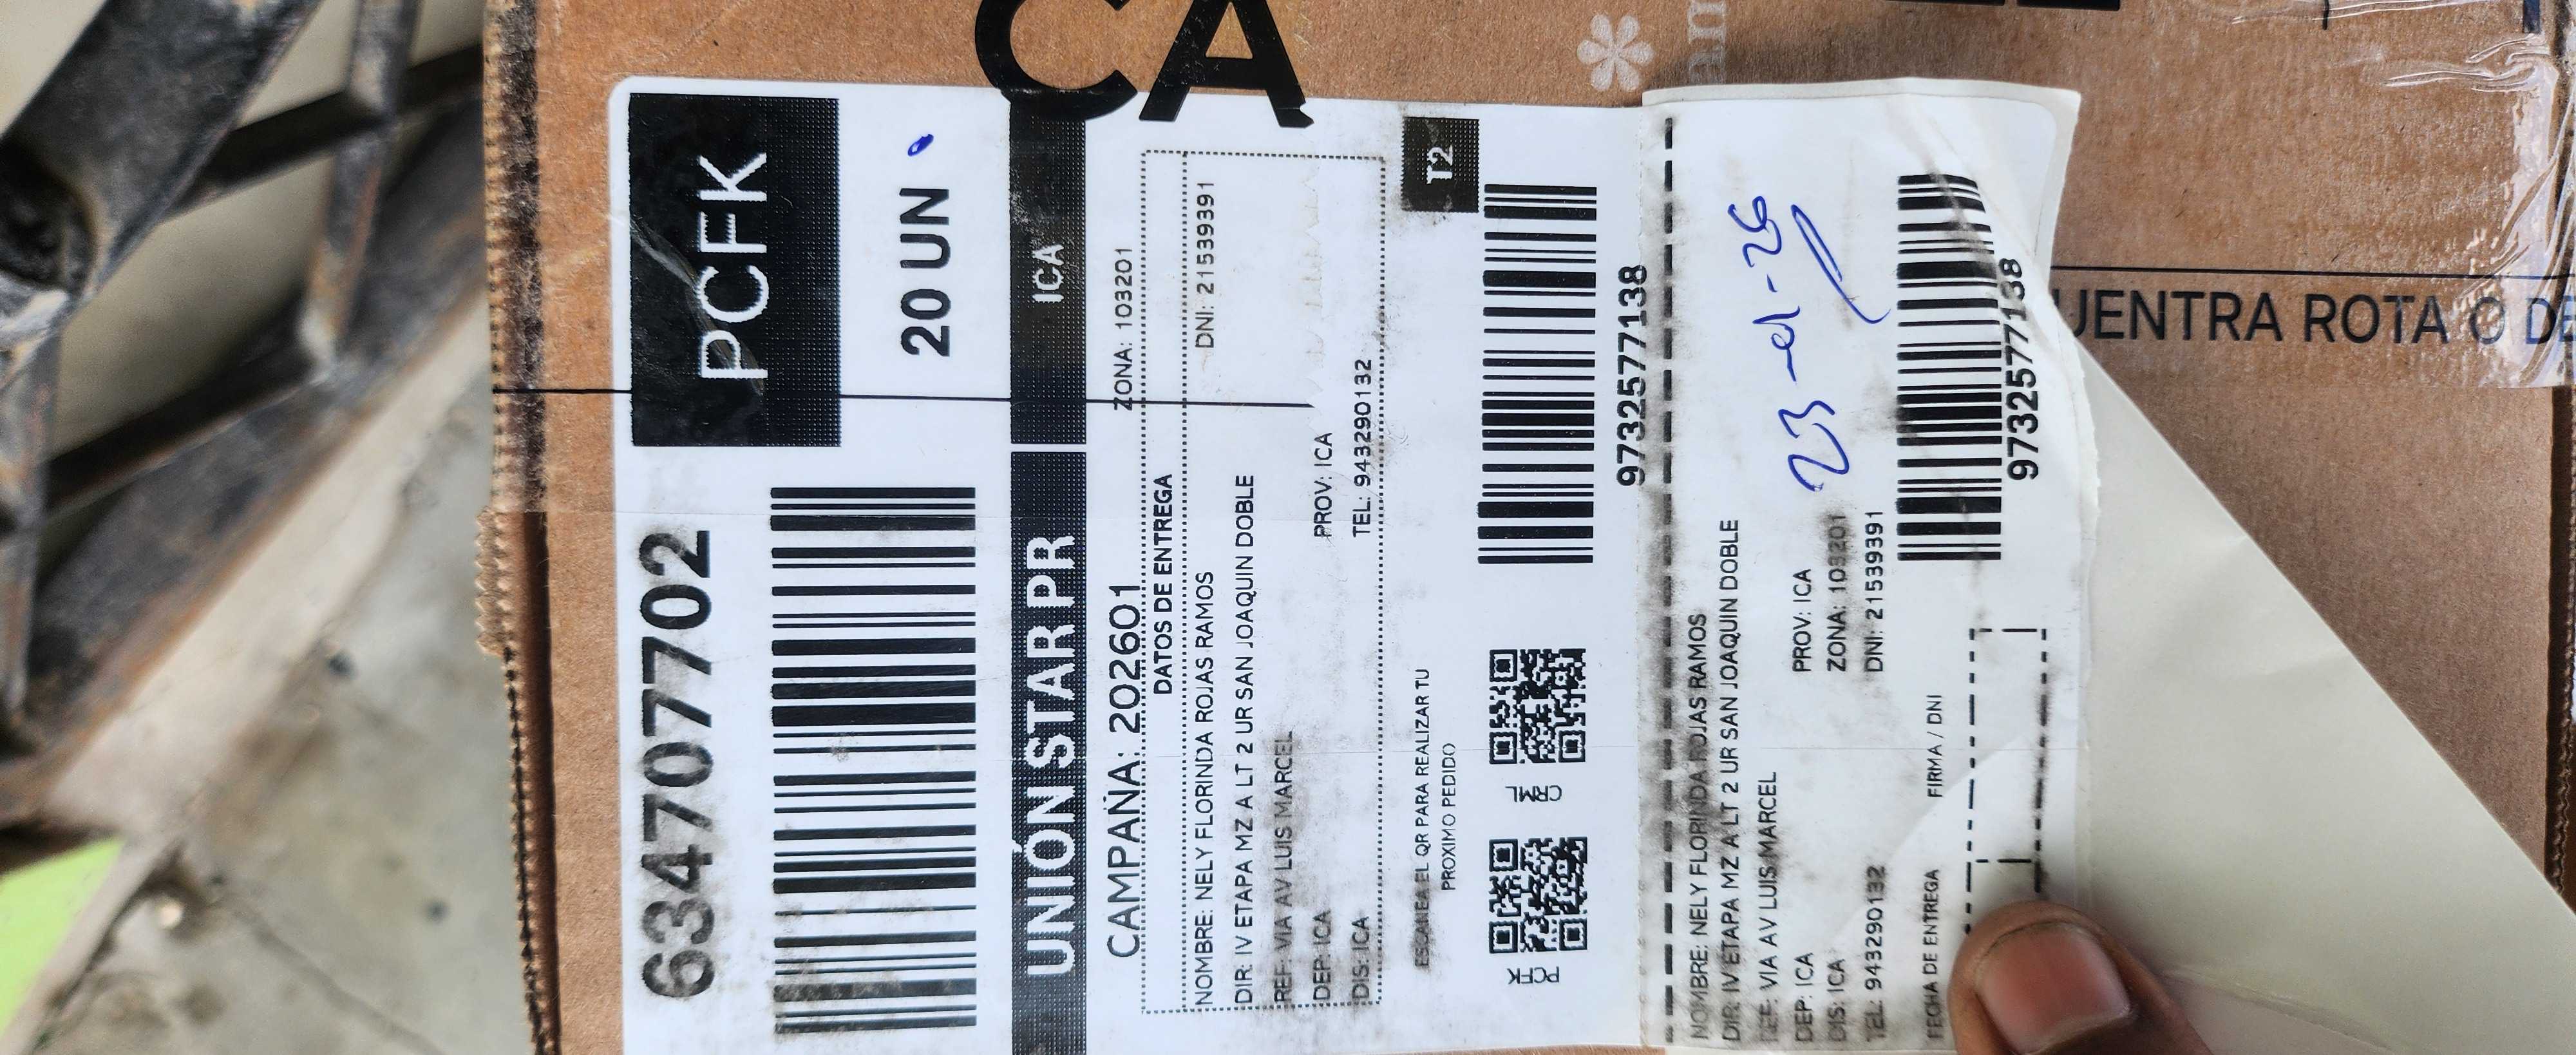 CA
6347077702
PCFK
20 UN
UNIÓN STAR PR
ICA
CAMPAÑA: 202601
ZONA: 103201
DATOS DE ENTREGA
NOMBRE: NELY FLORINDA ROJAS RAMOS
DNI: 21539391
DIR: IV ETAPA MZ A LT 2 UR SAN JOAQUIN DOBLE
REF: VIA AV LUIS MARCEL
DEP: ICA
PROV: ICA
DIS: ICA
TEL: 943290132
T2
ESCANEA EL QR PARA REALIZAR TU
PROXIMO PEDIDO
PCFK
CRML
9732577138
NOMBRE: NELY FLORINDA ROJAS RAMOS
DIR: IV ETAPA MZ A LT 2 UR SAN JOAQUIN DOBLE
REF: VIA AV LUIS MARCEL
DEP: ICA
PROV: ICA
DIS: ICA
ZONA: 103201
TEL: 943290132
DNI: 21539391
FECHA DE ENTREGA
FIRMA / DNI
9732577138
UENTRA ROTA O DE